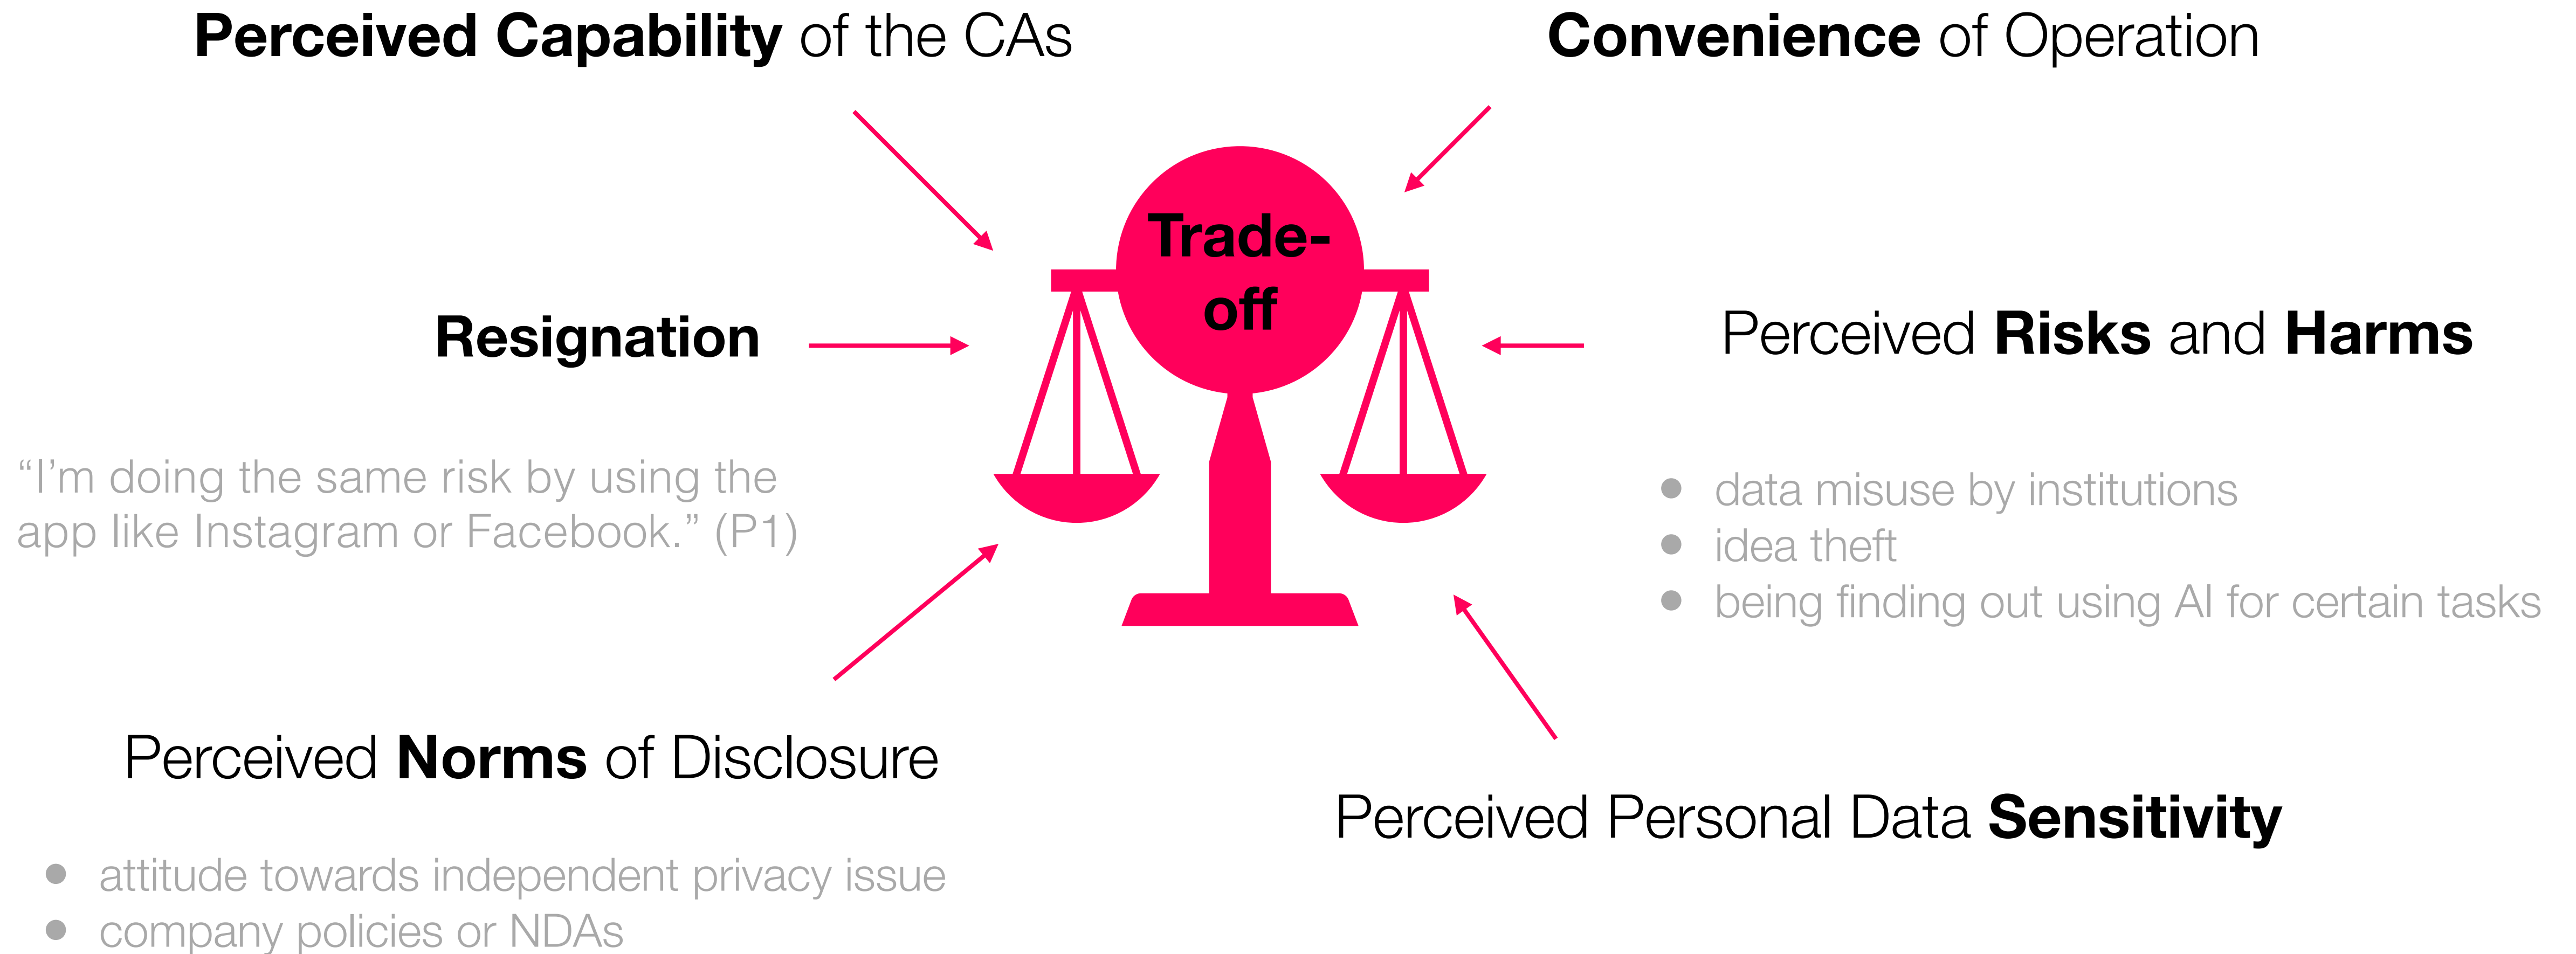 Perceived Capability of the CAs
Convenience of Operation
Trade-
off
Resignation
“I’m doing the same risk by using the
app like Instagram or Facebook.” (P1)
Perceived Risks and Harms
• data misuse by institutions
• idea theft
• being finding out using AI for certain tasks
Perceived Norms of Disclosure
• attitude towards independent privacy issue
• company policies or NDAs
Perceived Personal Data Sensitivity